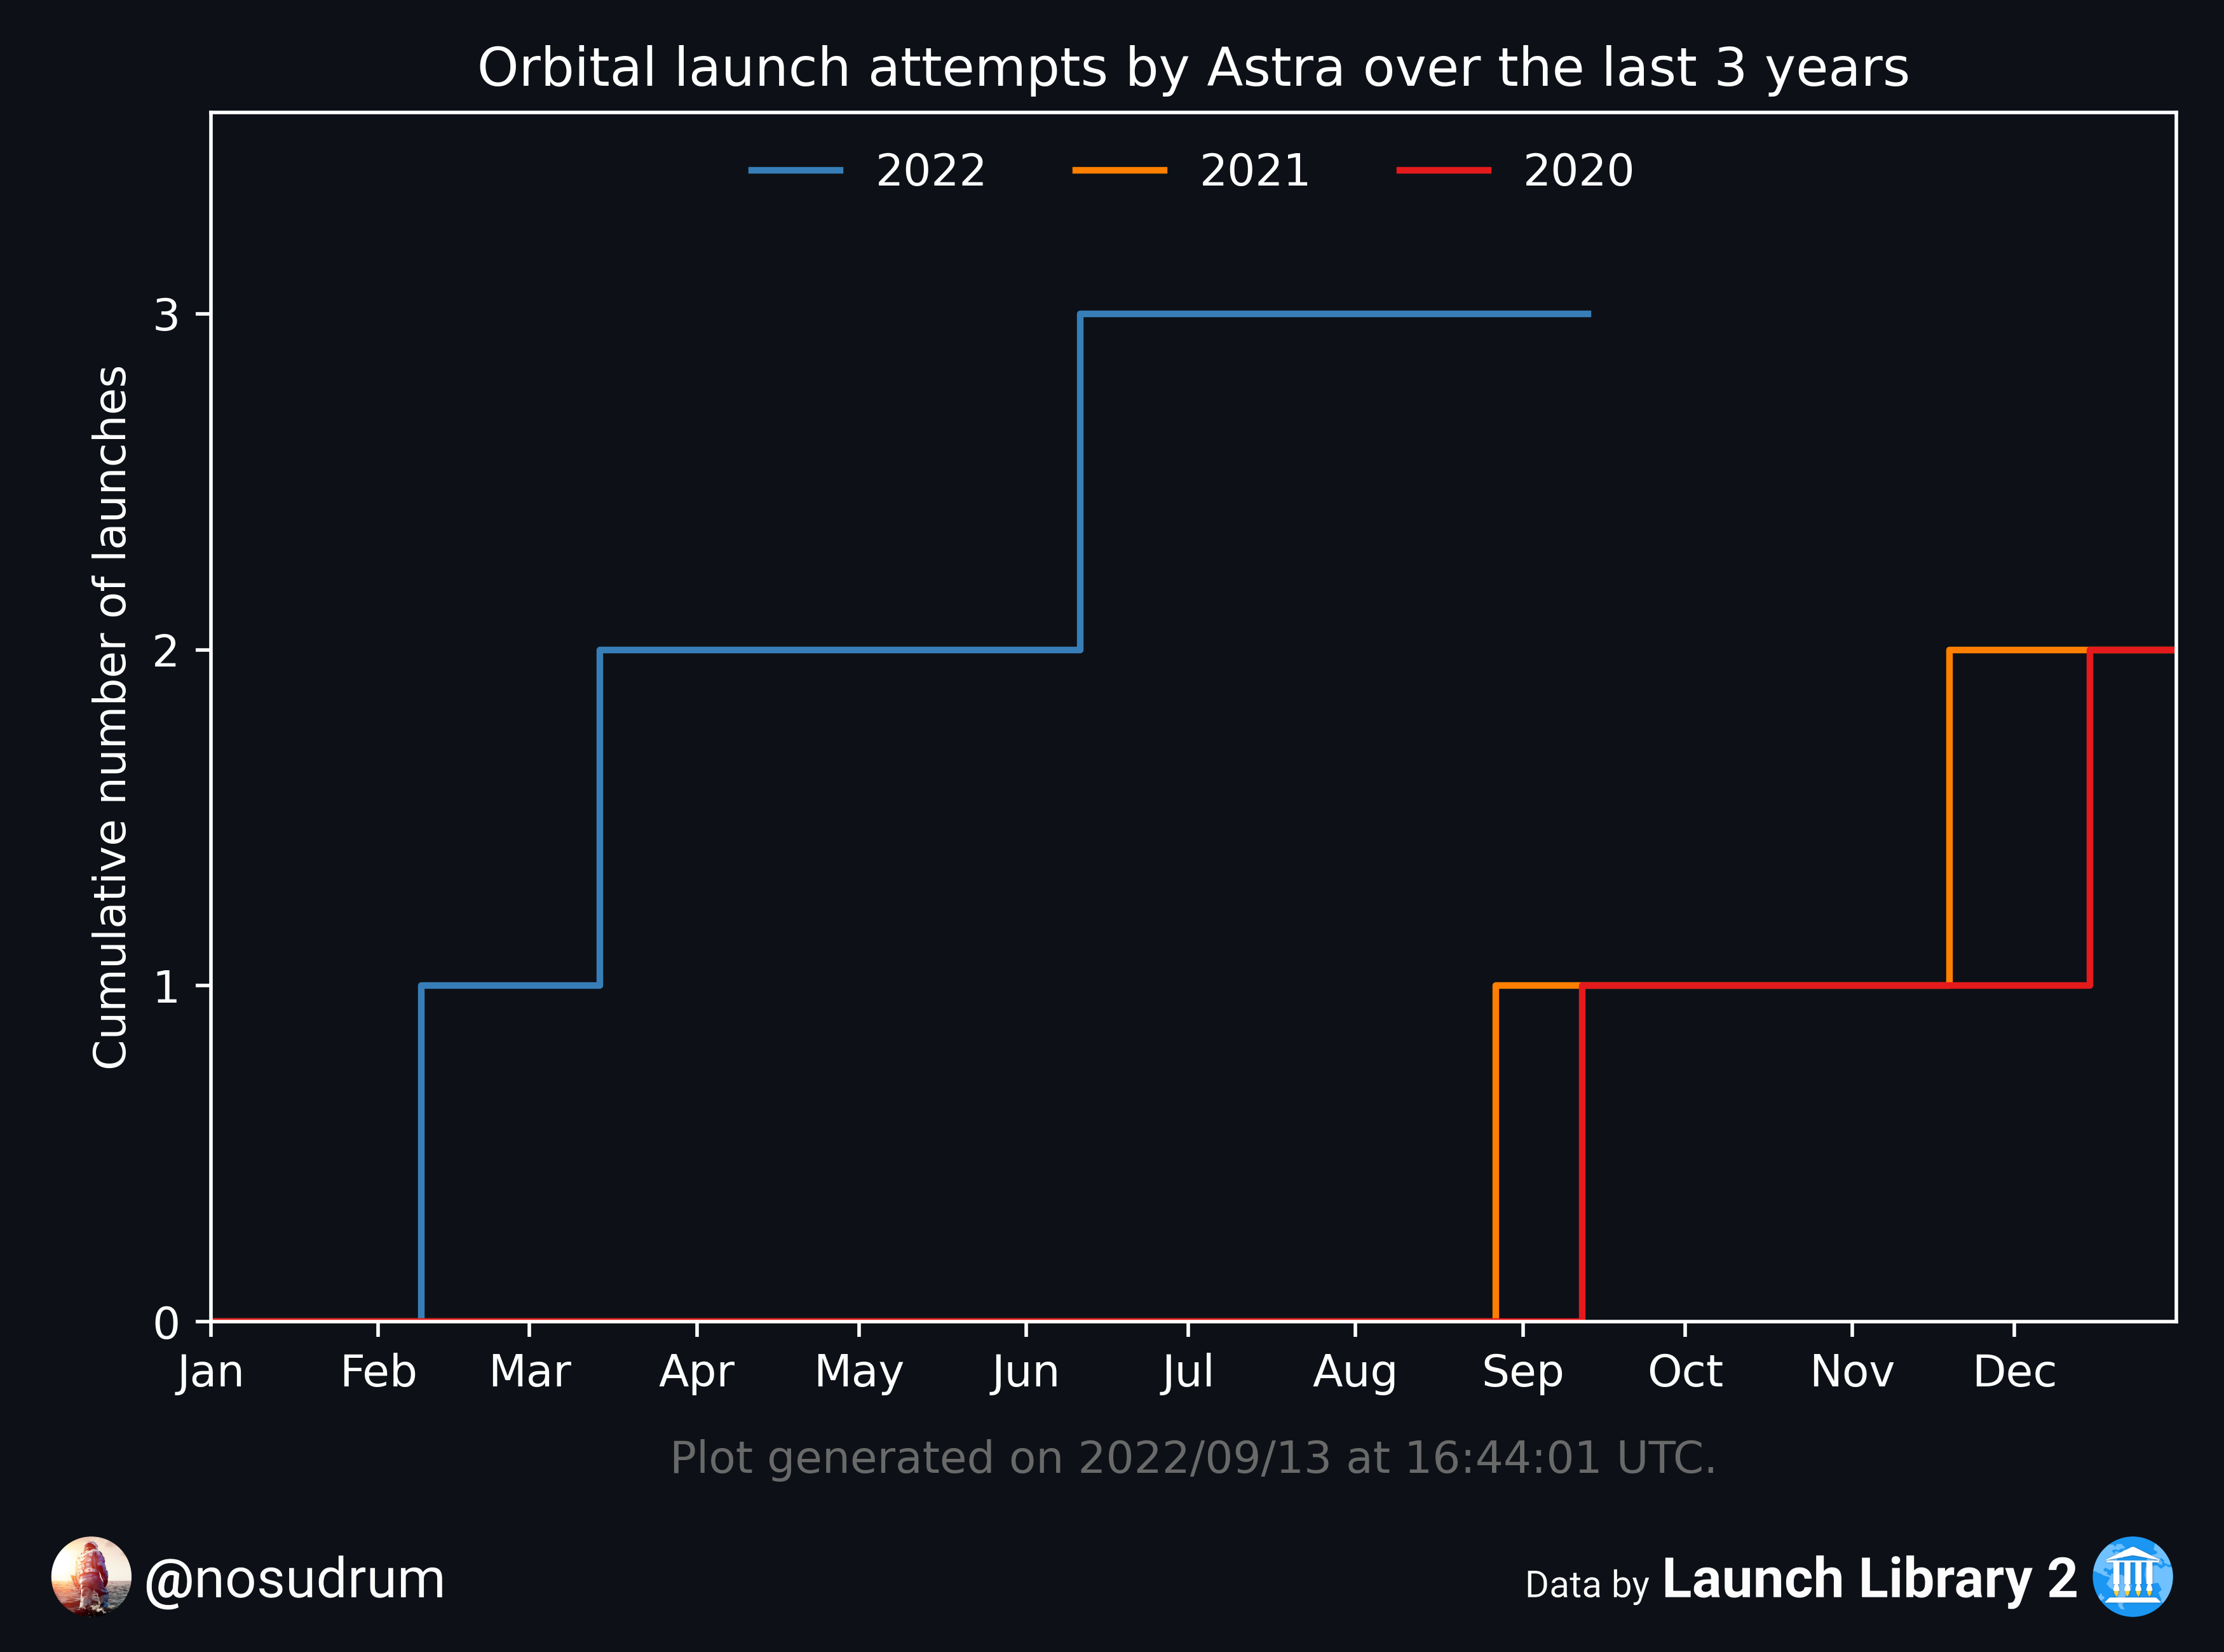 Orbital launch attempts by Astra over the last 3 years
2022 2021 2020
Cumulative number of launches
3
2
1
0
Jan Feb Mar Apr May Jun Jul Aug Sep Oct Nov Dec
Plot generated on 2022/09/13 at 16:44:01 UTC.
@nosudrum
Data by Launch Library 2